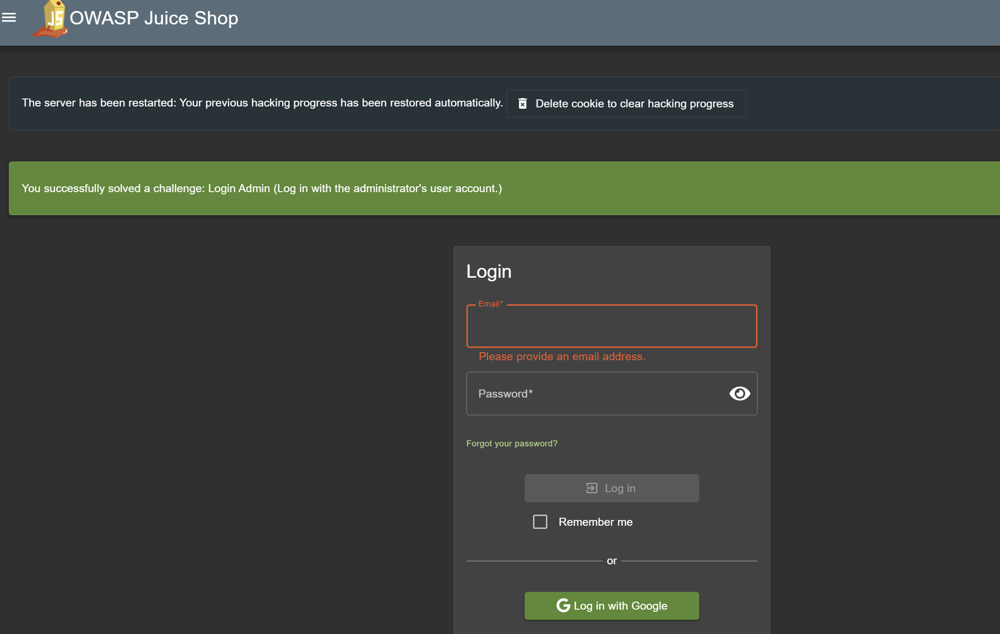 JS
OWASP Juice Shop
The server has been restarted: Your previous hacking progress has been restored automatically. Delete cookie to clear hacking progress
You successfully solved a challenge: Login Admin (Log in with the administrator's user account.)
Login
Email*
Please provide an email address.
Password*
Forgot your password?
Log in
Remember me
or
G Log in with Google